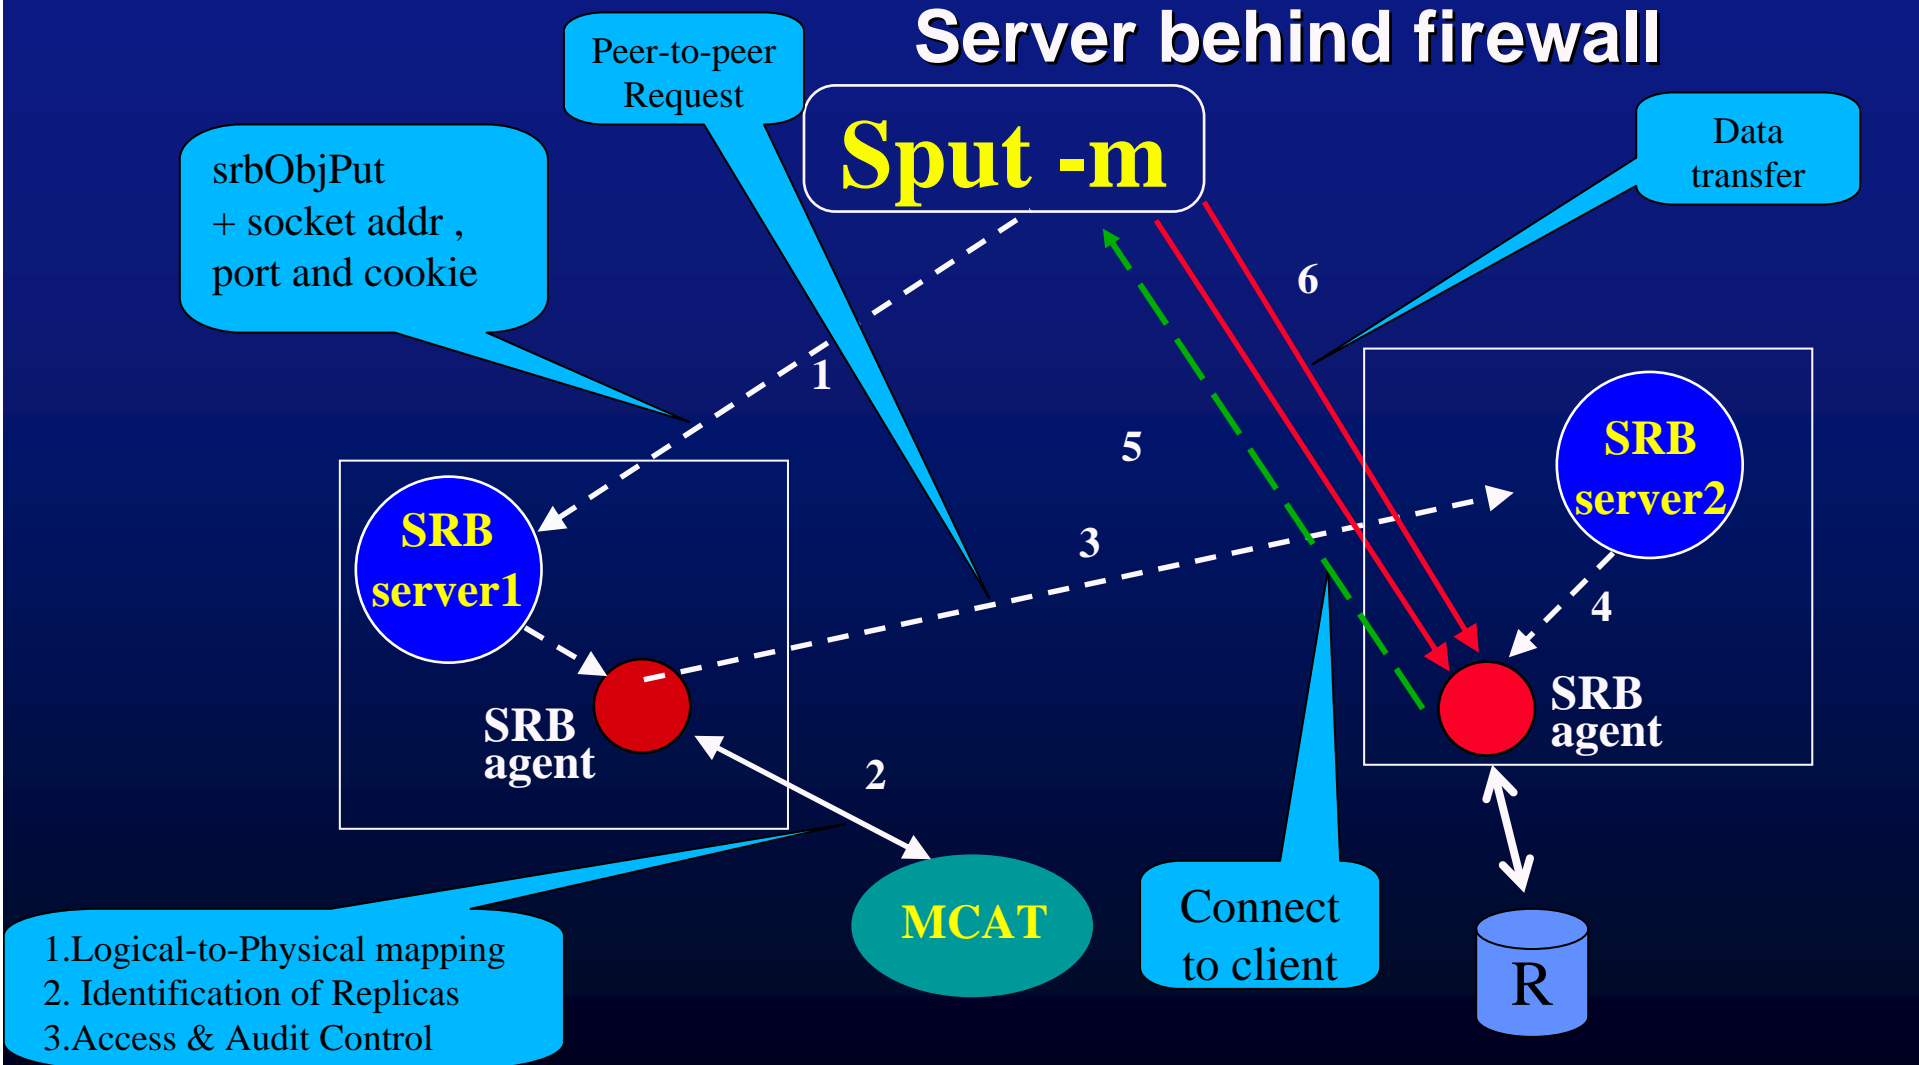 Server behind firewall
Peer-to-peer
Request
Sput -m
Data
transfer
srbObjPut
+ socket addr ,
port and cookie
6
1
5
SRB
server2
SRB
server1
3
4
SRB
agent
SRB
agent
2
MCAT
Connect
to client
R
1.Logical-to-Physical mapping
2. Identification of Replicas
3.Access & Audit Control